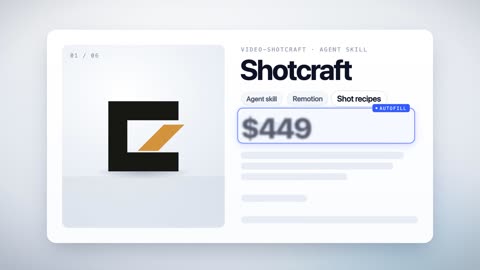 01 / 06
VIDEO-SHOTCRAFT · AGENT SKILL
Shotcraft
Agent skill
Remotion
Shot recipes
AUTOFILL
$449